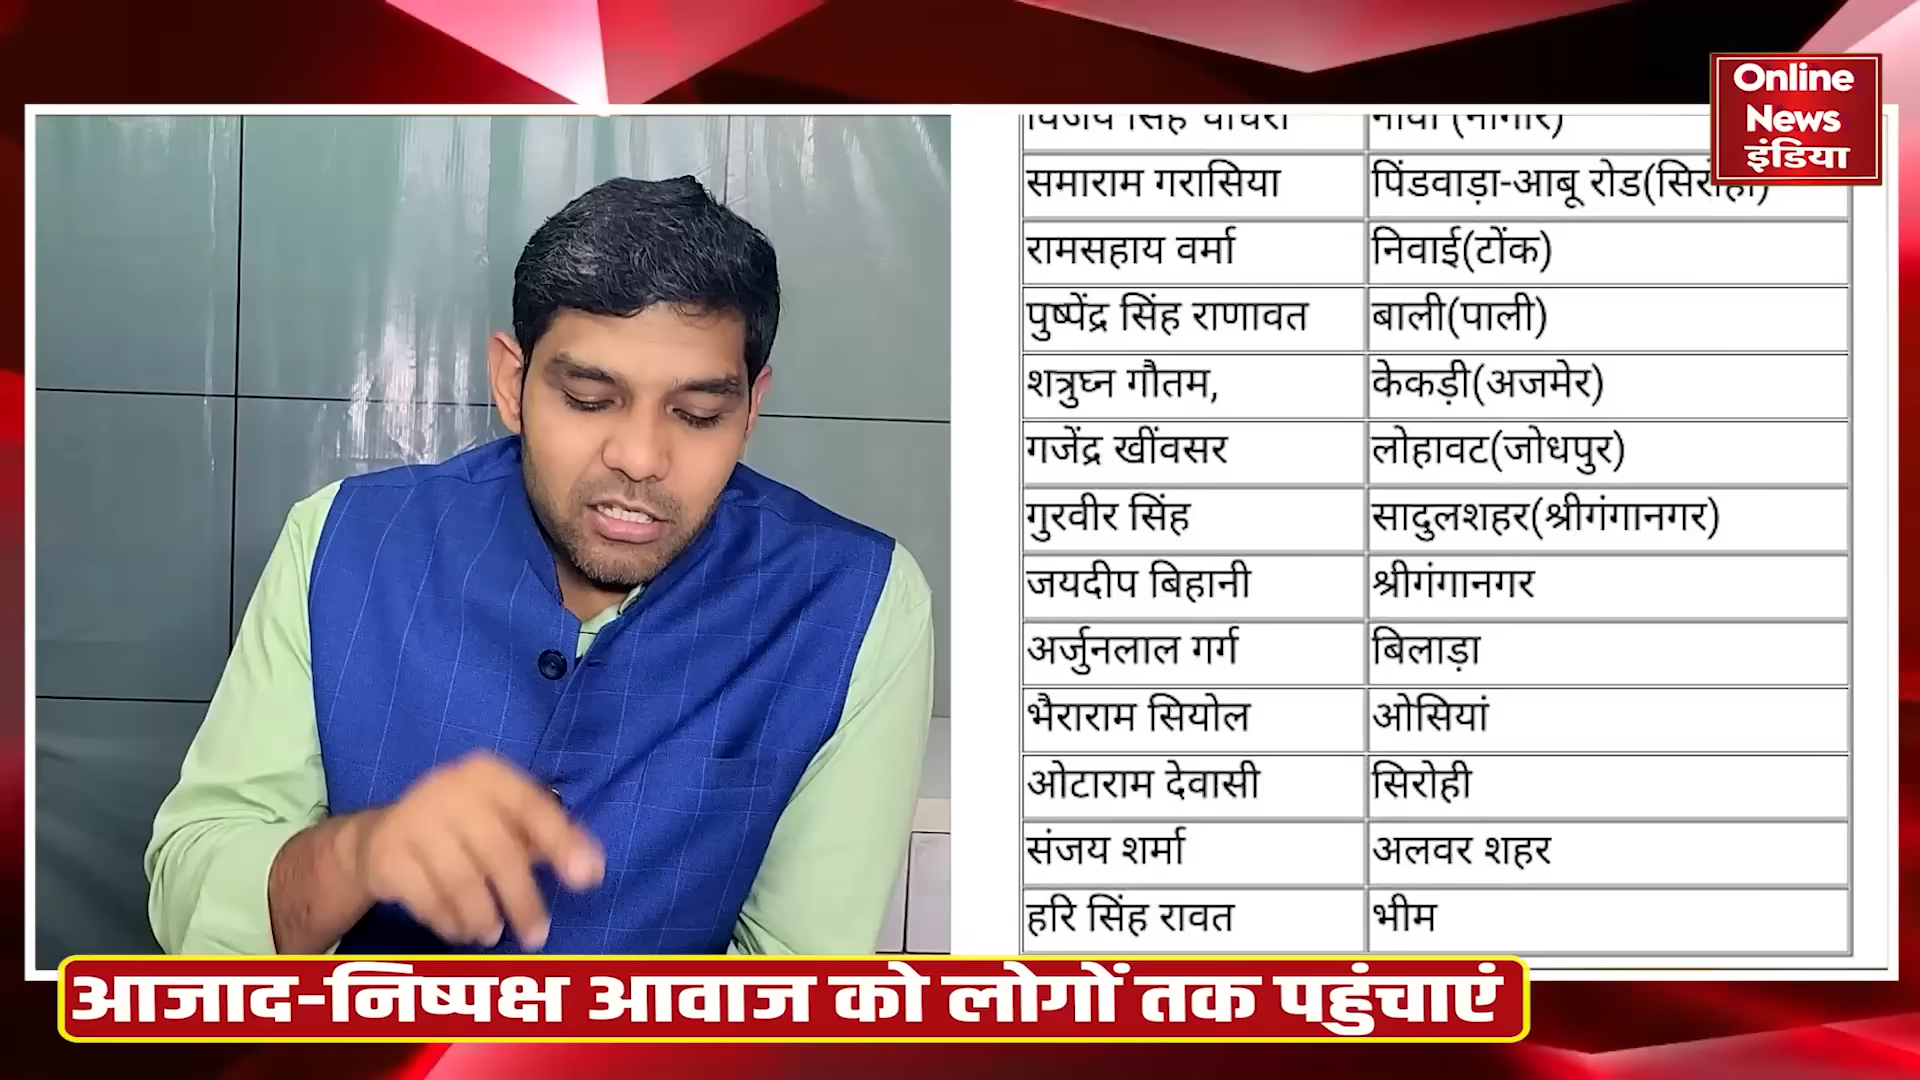 Online
News
इंडिया
समाराम गरासिया पिंडवाड़ा-आबू रोड(सिरोही)
रामसहाय वर्मा निवाई(टोंक)
पुष्पेंद्र सिंह राणावत बाली(पाली)
शत्रुघ्न गौतम, केकड़ी(अजमेर)
गजेंद्र खींवसर लोहावट(जोधपुर)
गुरवीर सिंह सादुलशहर(श्रीगंगानगर)
जयदीप बिहानी श्रीगंगानगर
अर्जुनलाल गर्ग बिलाड़ा
भैराराम सियोल ओसियां
ओटाराम देवासी सिरोही
संजय शर्मा अलवर शहर
हरि सिंह रावत भीम
आजाद-निष्पक्ष आवाज को लोगों तक पहुंचाएं